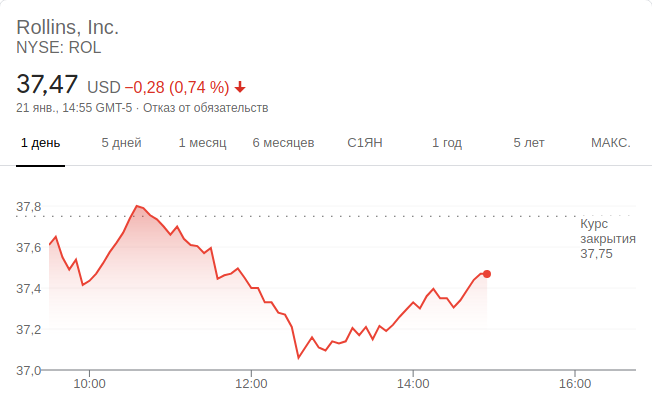 Rollins, Inc.
NYSE: ROL
37,47 USD −0,28 (0,74 %)
21 янв., 14:55 GMT-5 · Отказ от обязательств
1 день 5 дней 1 месяц 6 месяцев С1ЯН 1 год 5 лет МАКС.
37,8
Курс
закрытия
37,75
37,6
37,4
37,2
37,0
10:00 12:00 14:00 16:00